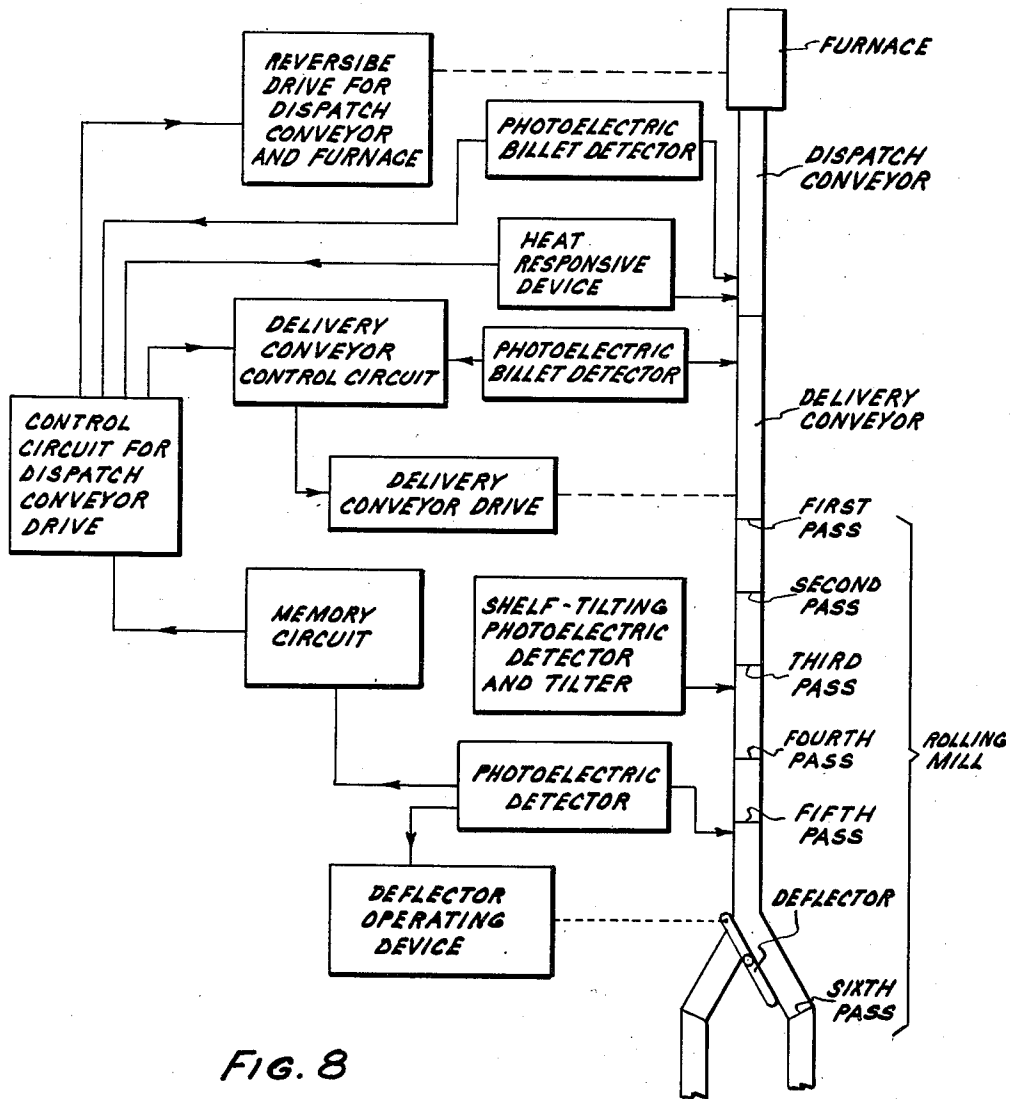 FURNACE
REVERSIBE
DRIVE FOR
DISPATCH
CONVEYOR
AND FURNACE
PHOTOELECTRIC
BILLET DETECTOR
DISPATCH
CONVEYOR
HEAT
RESPONSIVE
DEVICE
DELIVERY
CONVEYOR
CONTROL CIRCUIT
PHOTOELECTRIC
BILLET DETECTOR
DELIVERY
CONVEYOR
CONTROL
CIRCUIT FOR
DISPATCH
CONVEYOR
DRIVE
DELIVERY
CONVEYOR DRIVE
FIRST
PASS
SECOND
PASS
MEMORY
CIRCUIT
SHELF-TILTING
PHOTOELECTRIC
DETECTOR
AND TILTER
THIRD
PASS
FOURTH
PASS
ROLLING
MILL
PHOTOELECTRIC
DETECTOR
FIFTH
PASS
DEFLECTOR
OPERATING
DEVICE
DEFLECTOR
SIXTH
PASS
FIG. 8